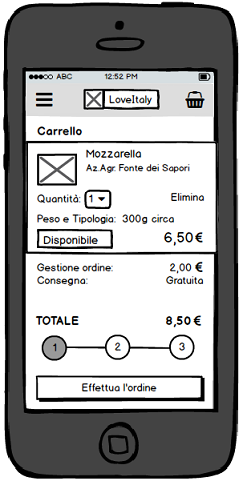 ABC 12:52 PM
LoveItaly
Carrello
Mozzarella
Az.Agr. Fonte dei Sapori
Quantità: 1 Elimina
Peso e Tipologia: 300g circa
Disponibile 6,50€
Gestione ordine: 2,00 €
Consegna: Gratuita
TOTALE 8,50€
1 2 3
Effettua l'ordine